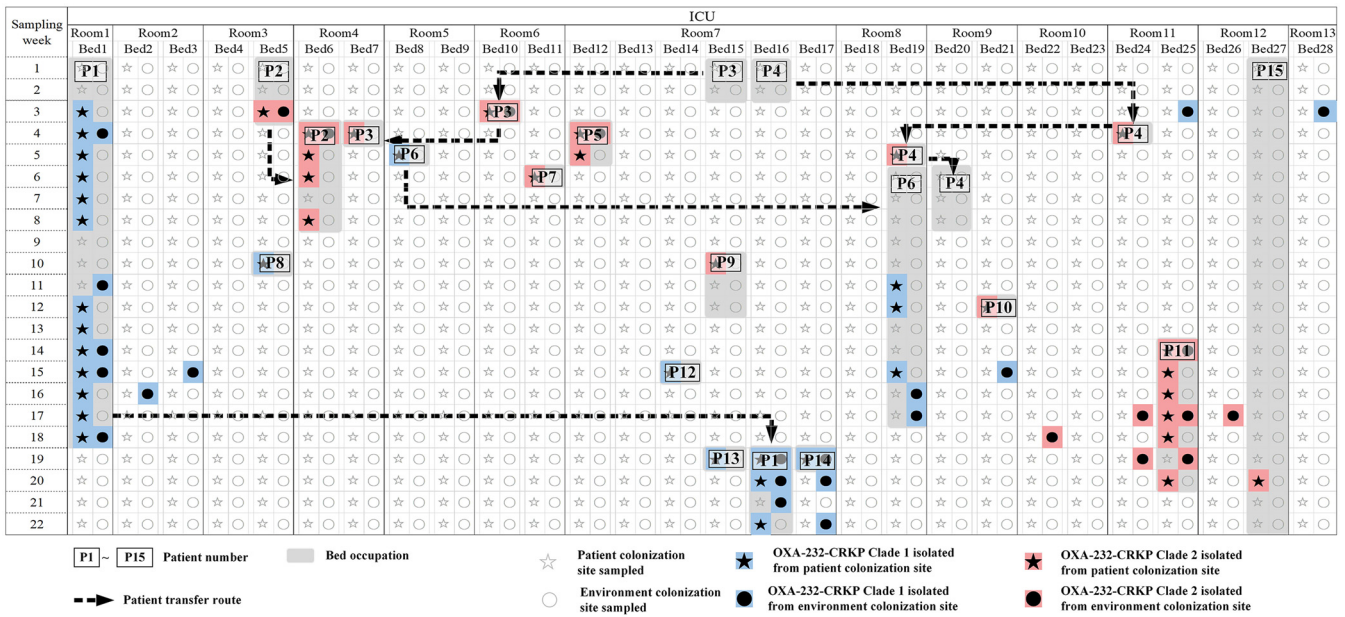 ICU
Sampling week
Room1 Room2 Room3 Room4 Room5 Room6 Room7 Room8 Room9 Room10 Room11 Room12 Room13
Bed1 Bed2 Bed3 Bed4 Bed5 Bed6 Bed7 Bed8 Bed9 Bed10 Bed11 Bed12 Bed13 Bed14 Bed15 Bed16 Bed17 Bed18 Bed19 Bed20 Bed21 Bed22 Bed23 Bed24 Bed25 Bed26 Bed27 Bed28
1 P1 P2 P3 P4 P15
2
3 P3
4 P2 P3 P5 P4
5 P6 P4
6 P7 P6 P4
7
8
9
10 P8 P9
11
12 P10
13
14 P11
15 P12
16
17
18
19 P13 P1 P14
20
21
22
P1 ~ P15 Patient number
Bed occupation
Patient colonization
site sampled
OXA-232-CRKP Clade 1 isolated
from patient colonization site
OXA-232-CRKP Clade 2 isolated
from patient colonization site
Patient transfer route
Environment colonization
site sampled
OXA-232-CRKP Clade 1 isolated
from environment colonization site
OXA-232-CRKP Clade 2 isolated
from environment colonization site